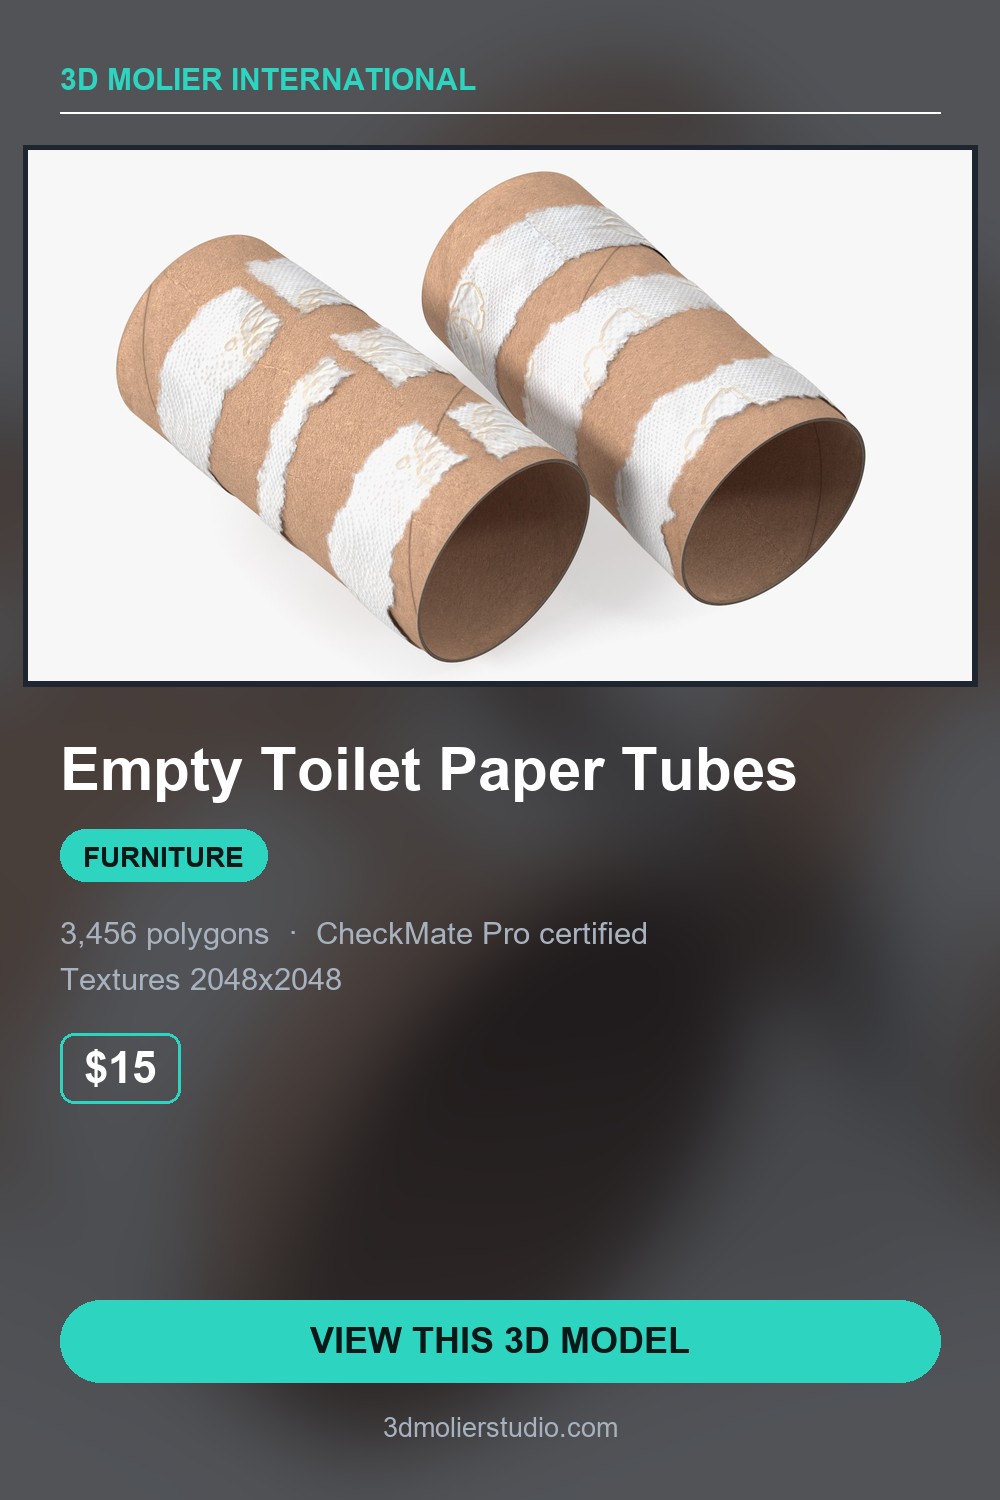 3D MOLIER INTERNATIONAL
Empty Toilet Paper Tubes
FURNITURE
3,456 polygons · CheckMate Pro certified
Textures 2048x2048
$15
VIEW THIS 3D MODEL
3dmolierstudio.com